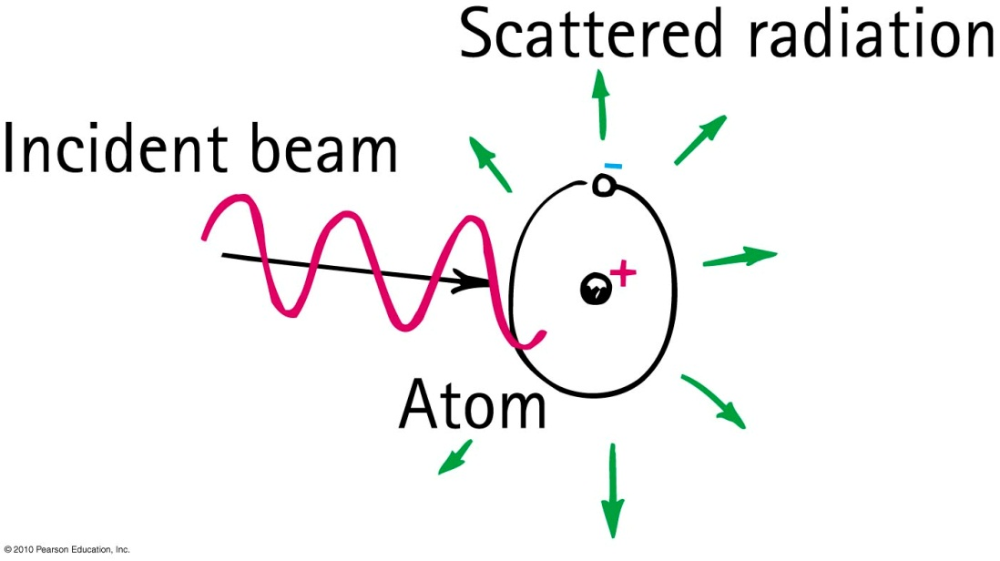 Scattered radiation
Incident beam
-
+
Atom
© 2010 Pearson Education, Inc.